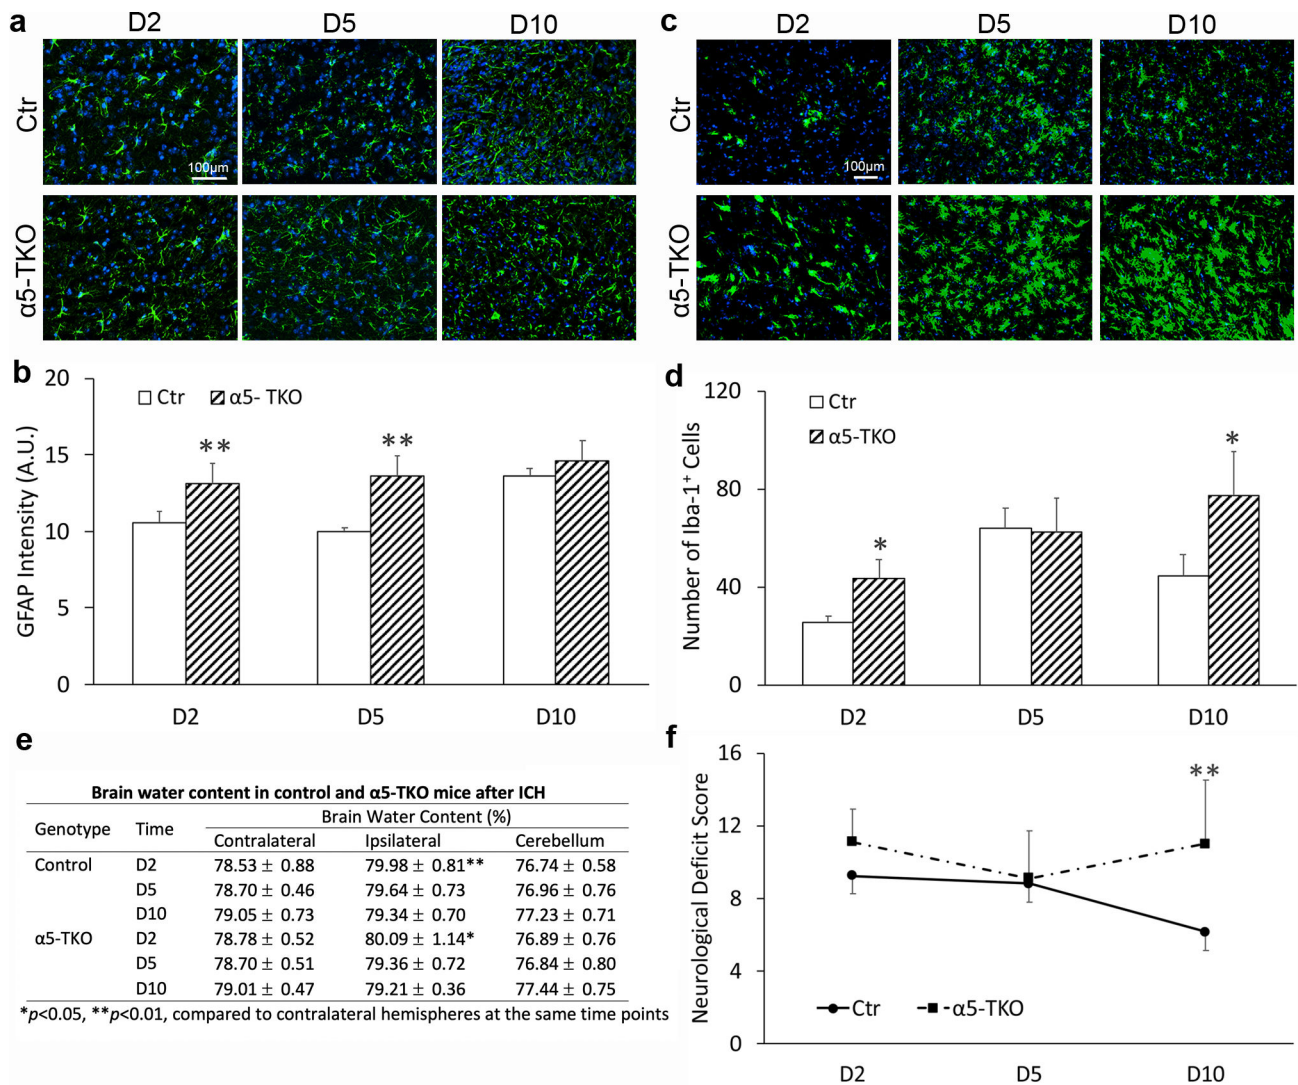 a
D2 D5 D10
Ctr
100μm
α5-TKO
c
D2 D5 D10
Ctr
100μm
α5-TKO
b
20
15
10
5
0
GFAP Intensity (A.U.)
Ctr α5- TKO
** **
D2 D5 D10
d
120
80
40
0
Number of Iba-1⁺ Cells
Ctr
α5-TKO
* *
D2 D5 D10
e
Brain water content in control and α5-TKO mice after ICH
Genotype Time Brain Water Content (%)
Contralateral Ipsilateral Cerebellum
Control D2 78.53 ± 0.88 79.98 ± 0.81** 76.74 ± 0.58
D5 78.70 ± 0.46 79.64 ± 0.73 76.96 ± 0.76
D10 79.05 ± 0.73 79.34 ± 0.70 77.23 ± 0.71
α5-TKO D2 78.78 ± 0.52 80.09 ± 1.14* 76.89 ± 0.76
D5 78.70 ± 0.51 79.36 ± 0.72 76.84 ± 0.80
D10 79.01 ± 0.47 79.21 ± 0.36 77.44 ± 0.75
*p<0.05, **p<0.01, compared to contralateral hemispheres at the same time points
f
16
12
8
4
0
Neurological Deficit Score
**
Ctr α5-TKO
D2 D5 D10